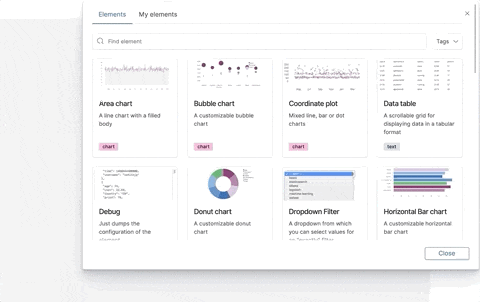 Elements My elements
Find element
Tags
Area chart Bubble chart Coordinate plot Data table
A line chart with a filled A customizable bubble Mixed line, bar or dot A scrollable grid for
body chart charts displaying data in a tabular
format
chart chart chart text
Debug Donut chart Dropdown Filter Horizontal Bar chart
Just dumps the A customizable donut A dropdown from which A customizable horizontal
configuration of the chart you can select values for bar chart
Close